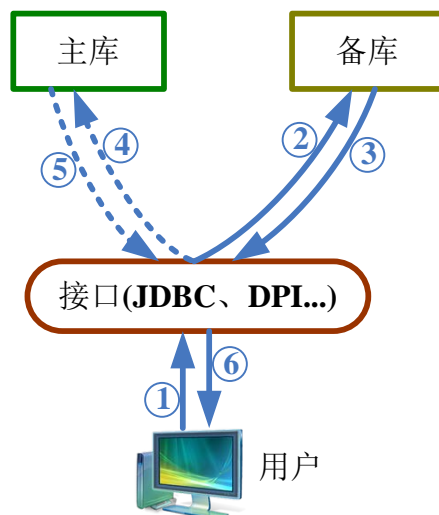 主库
备库
⑤
④
②
③
接口(JDBC、DPI...)
①
⑥
用户